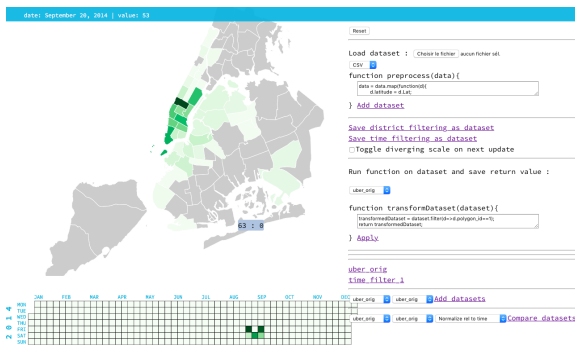 date: September 26, 2014 | value: 53
63 : 0
JAN FEB MAR APR MAY JUN JUL AUG SEP OCT NOV DEC
2 0 1 4
MON
TUE
WED
THU
FRI
SAT
SUN
Reset
Load dataset : Choisir le fichier aucun fichier sél.
CSV
function preprocess(data){
data = data.map(function(d){
d.latitude = d.Lat;
} Add dataset
Save district filtering as dataset
Save time filtering as dataset
Toggle diverging scale on next update
Run function on dataset and save return value :
uber_orig
function transformDataset(dataset){
transformedDataset = dataset.filter(d=>d.polygon_id==1);
return transformedDataset;
} Apply
uber_orig
time filter 1
uber_orig uber_orig Add datasets
uber_orig uber_orig Normalize rel to time Compare datasets